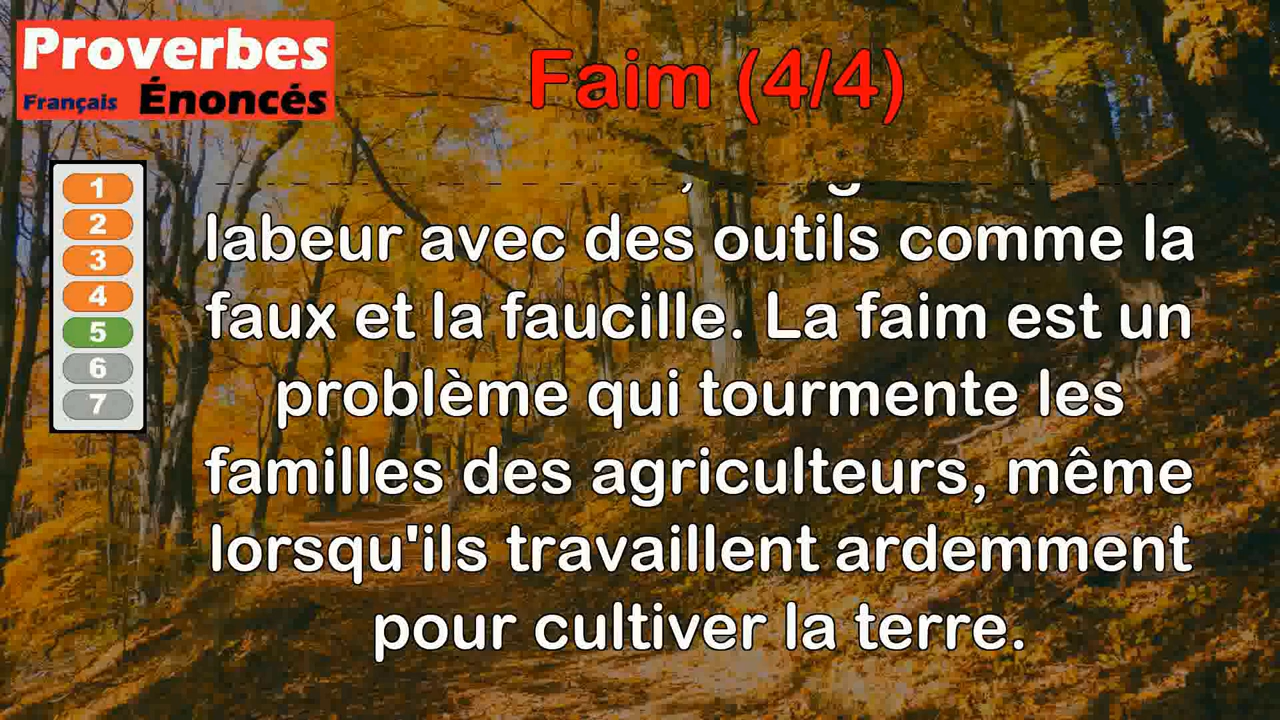 Proverbes
Français Énoncés
Faim (4/4)
1
2
3
4
5
6
7
labeur avec des outils comme la
faux et la faucille. La faim est un
problème qui tourmente les
familles des agriculteurs, même
lorsqu'ils travaillent ardemment
pour cultiver la terre.